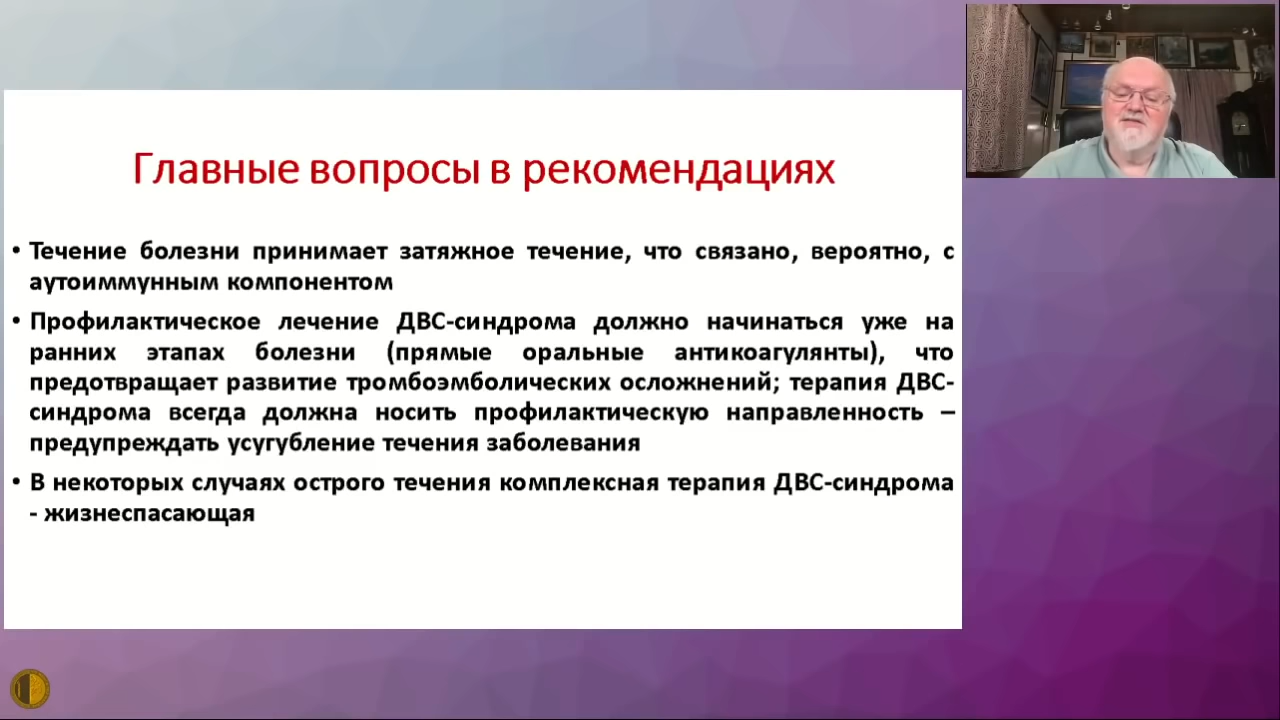 Главные вопросы в рекомендациях
• Течение болезни принимает затяжное течение, что связано, вероятно, с
аутоиммунным компонентом
• Профилактическое лечение ДВС-синдрома должно начинаться уже на
ранних этапах болезни (прямые оральные антикоагулянты), что
предотвращает развитие тромбоэмболических осложнений; терапия ДВС-
синдрома всегда должна носить профилактическую направленность –
предупреждать усугубление течения заболевания
• В некоторых случаях острого течения комплексная терапия ДВС-синдрома
- жизнеспасающая